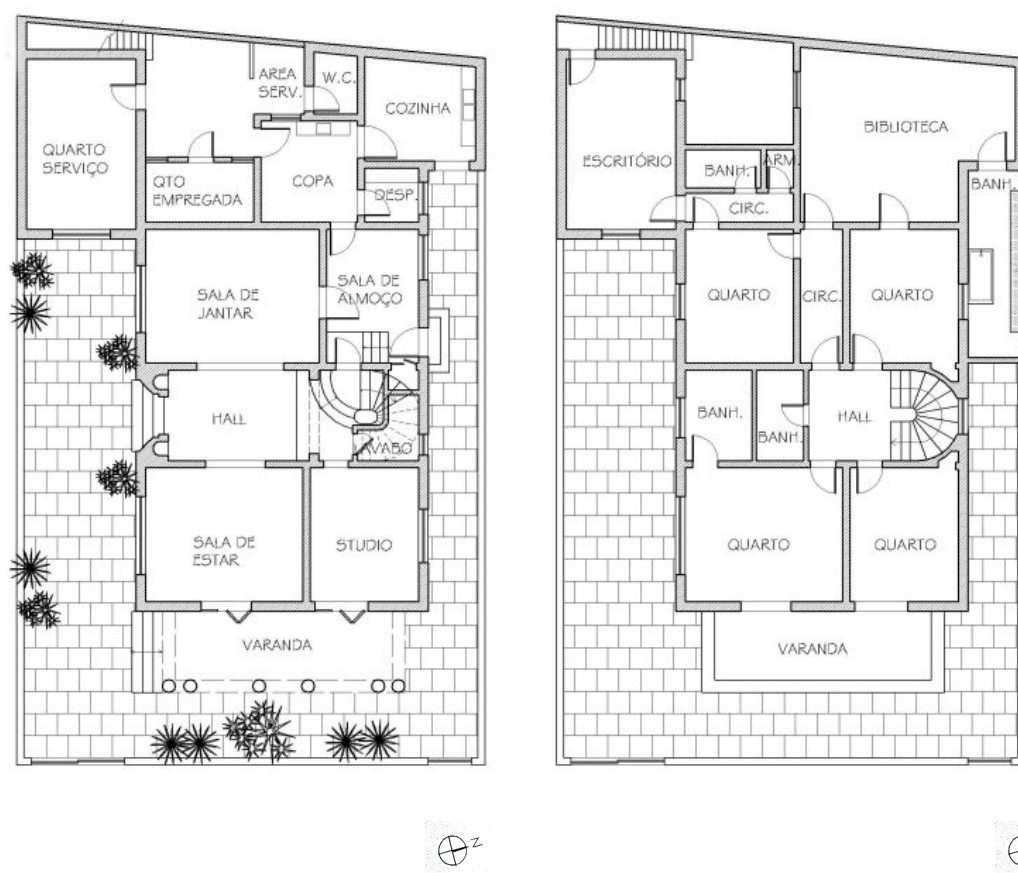 AREA
SERV.
W.C.
COZINHA
QUARTO
SERVIÇO
QTO
EMPREGADA
COPA
DESP.
SALA DE
JANTAR
SALA DE
ALMOÇO
HALL
LAVABO
SALA DE
ESTAR
STUDIO
VARANDA
Z
BIBLIOTECA
ESCRITÓRIO
BANH.
ARM.
BANH.
CIRC.
QUARTO
CIRC.
QUARTO
BANH.
BANH.
HALL
QUARTO
QUARTO
VARANDA